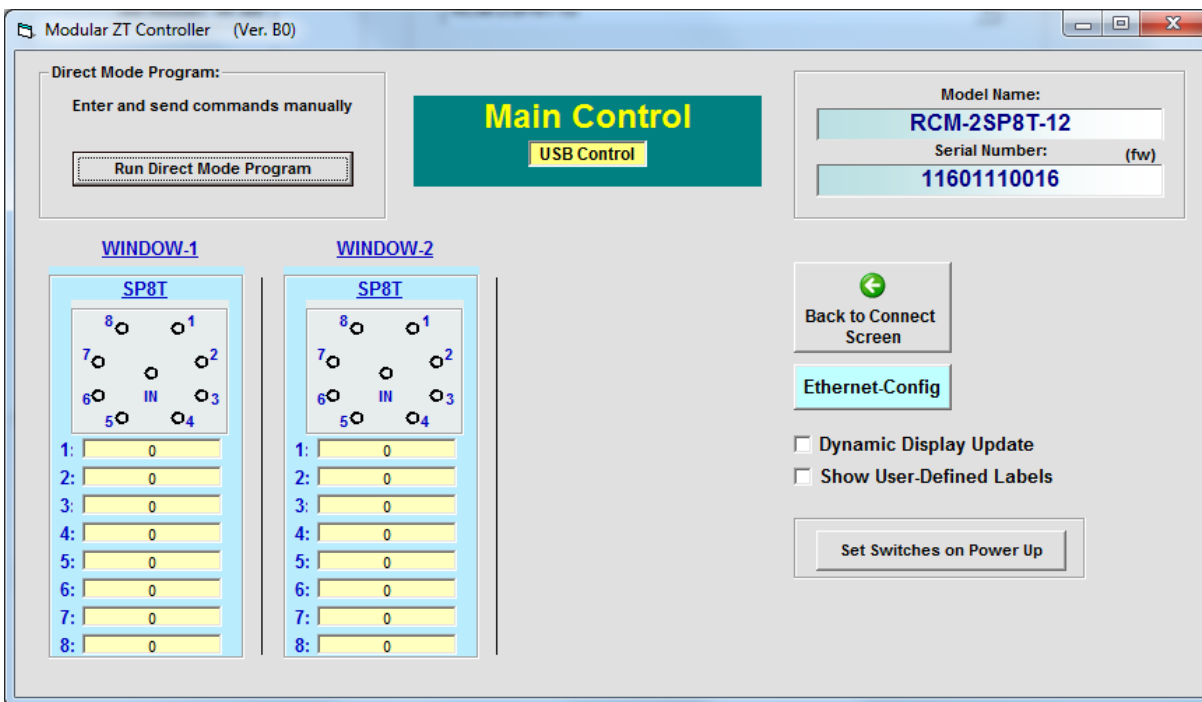 Modular ZT Controller (Ver. B0)
Direct Mode Program:
Enter and send commands manually
Run Direct Mode Program
Main Control
USB Control
Model Name:
RCM-2SP8T-12
Serial Number: (fw)
11601110016
WINDOW-1
SP8T
8 1
7 2
6 IN 3
5 4
1: 0
2: 0
3: 0
4: 0
5: 0
6: 0
7: 0
8: 0
WINDOW-2
SP8T
8 1
7 2
6 IN 3
5 4
1: 0
2: 0
3: 0
4: 0
5: 0
6: 0
7: 0
8: 0
Back to Connect
Screen
Ethernet-Config
Dynamic Display Update
Show User-Defined Labels
Set Switches on Power Up